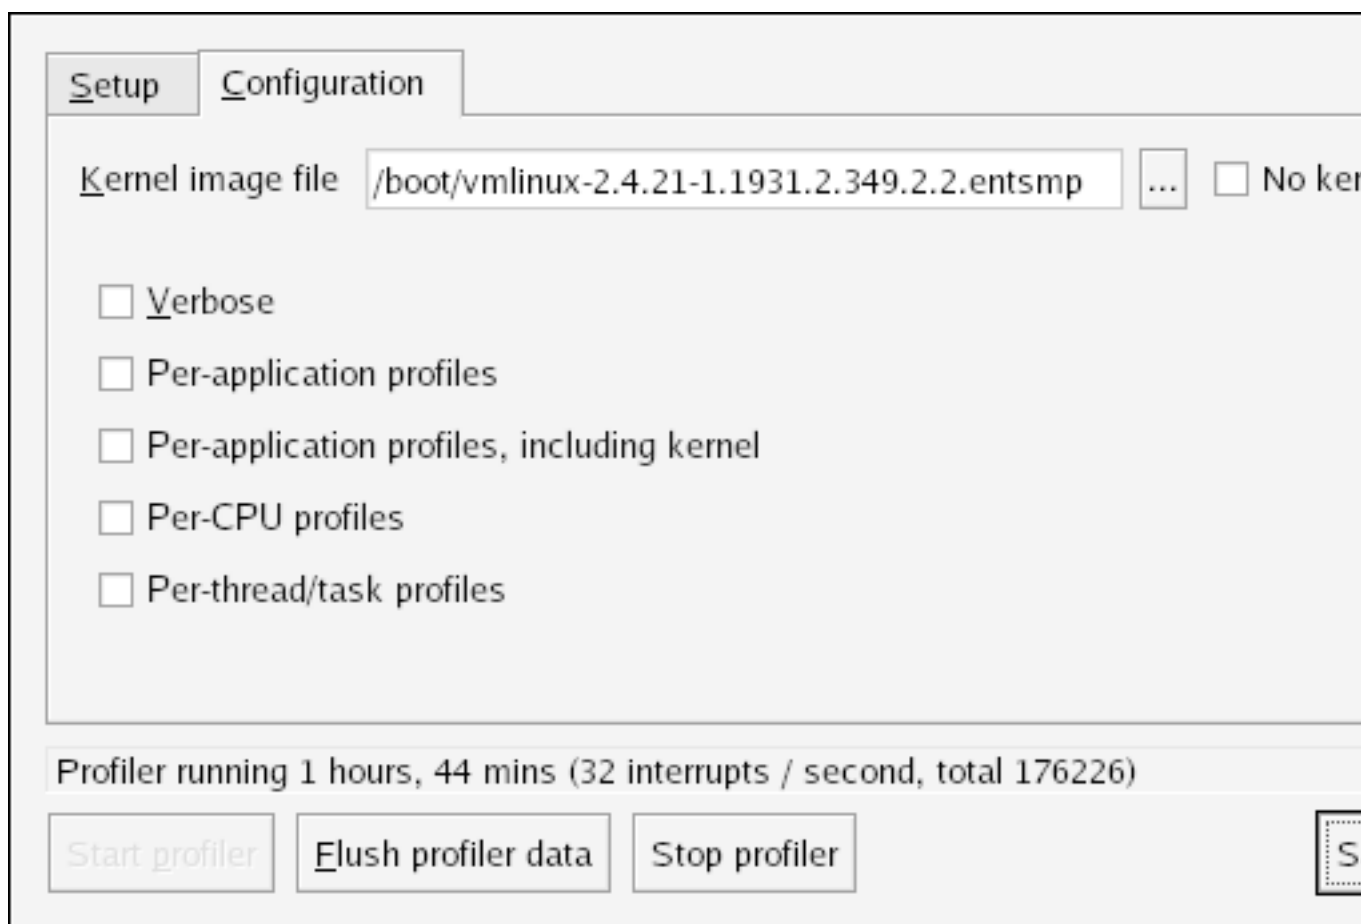 Setup Configuration
Kernel image file /boot/vmlinux-2.4.21-1.1931.2.349.2.2.entsmp ... No
Verbose
Per-application profiles
Per-application profiles, including kernel
Per-CPU profiles
Per-thread/task profiles
Profiler running 1 hours, 44 mins (32 interrupts / second, total 176226)
Start profiler Flush profiler data Stop profiler